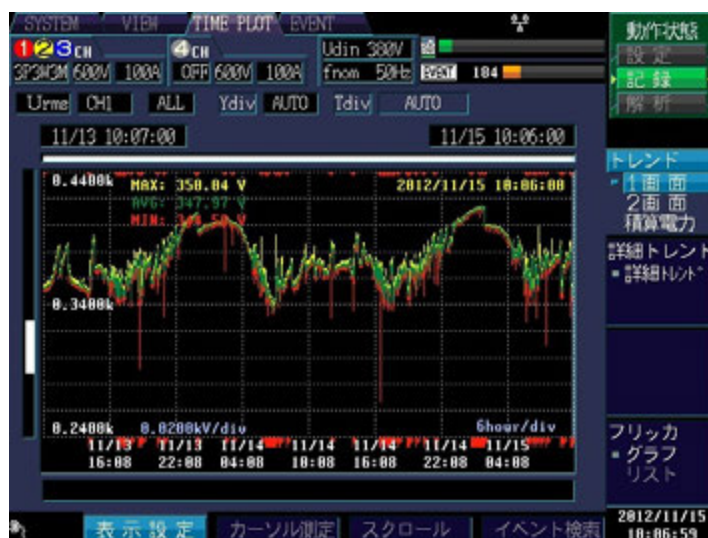 SYSTEM VIEW TIME PLOT EVENT
123CH 4CH Udin 380V
3P3W3M 600V 100A OFF 600V 100A fnom 50Hz EVENT 184
Urms CH1 ALL Ydiv AUTO Tdiv AUTO
11/13 10:07:00 11/15 10:06:00
0.4400k MAX: 350.04 V 2012/11/15 10:06:00
AVG: 347.97 V
MIN:
0.3400k
0.2400k 0.0200kV/div 6hour/div
11/13 11/13 11/14 11/14 11/14 11/14 11/15
16:08 22:08 04:08 10:08 16:08 22:08 04:08
動作状態
設定
記録
解析
トレンド
1画面
2画面
積算電力
詳細トレンド
詳細トレンド
フリッカ
グラフ
リスト
表示設定 カーソル測定 スクロール イベント検索
2012/11/15
10:06:59